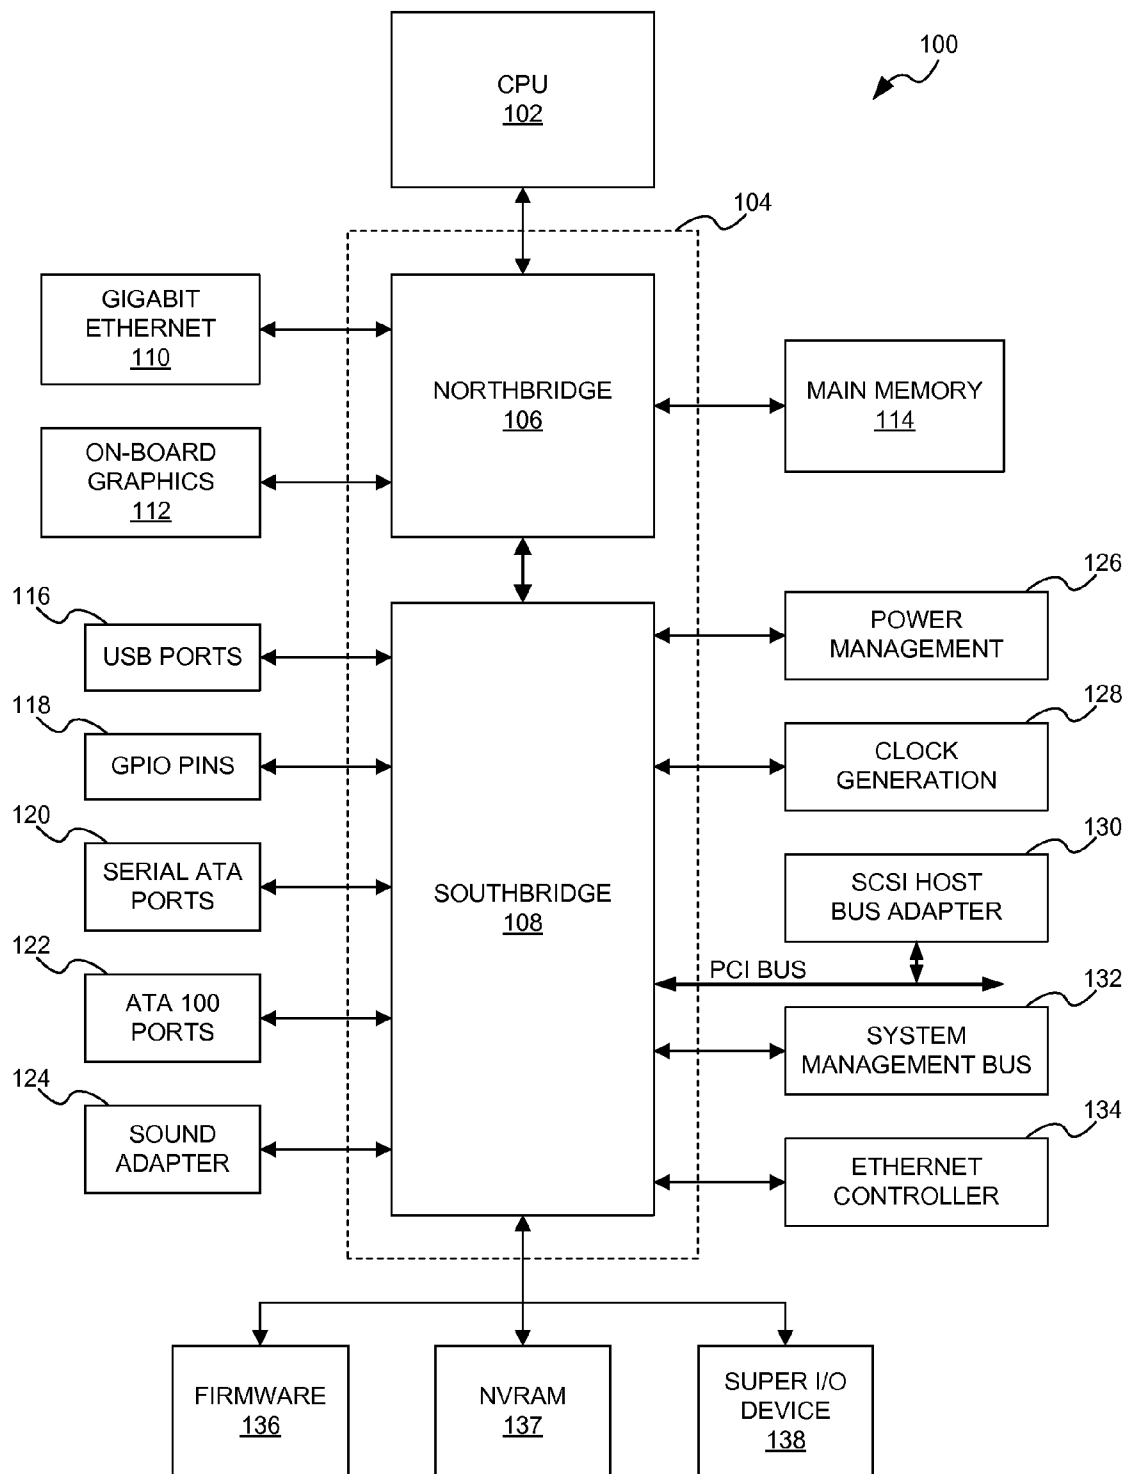 CPU
102
100
104
GIGABIT
ETHERNET
110
NORTHBRIDGE
106
MAIN MEMORY
114
ON-BOARD
GRAPHICS
112
116
USB PORTS
126
POWER
MANAGEMENT
118
GPIO PINS
128
CLOCK
GENERATION
120
SERIAL ATA
PORTS
SOUTHBRIDGE
108
130
SCSI HOST
BUS ADAPTER
PCI BUS
122
ATA 100
PORTS
132
SYSTEM
MANAGEMENT BUS
124
SOUND
ADAPTER
134
ETHERNET
CONTROLLER
FIRMWARE
136
NVRAM
137
SUPER I/O
DEVICE
138